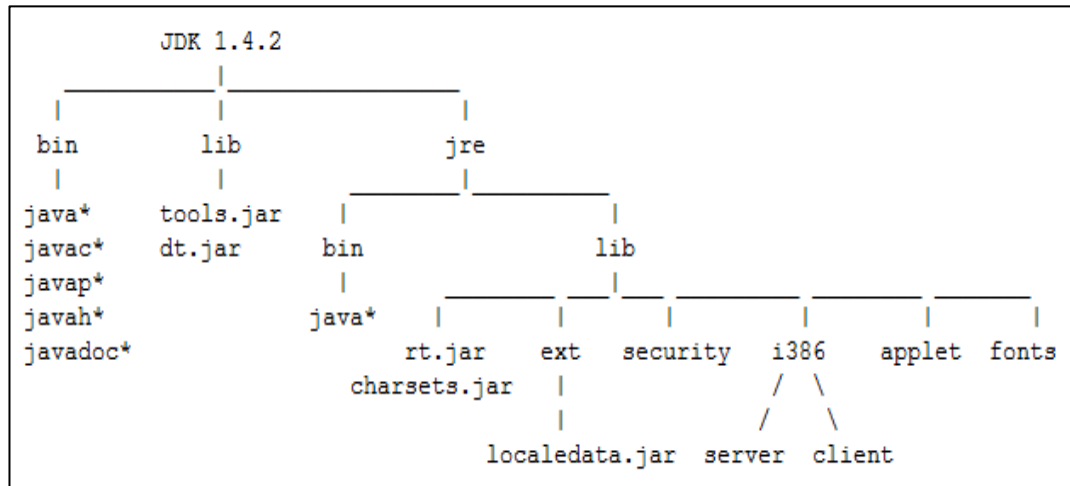 JDK 1.4.2
bin lib jre
java* tools.jar
javac* dt.jar bin lib
javap*
javah* java*
javadoc* rt.jar ext security i386 applet fonts
charsets.jar
localedata.jar server client